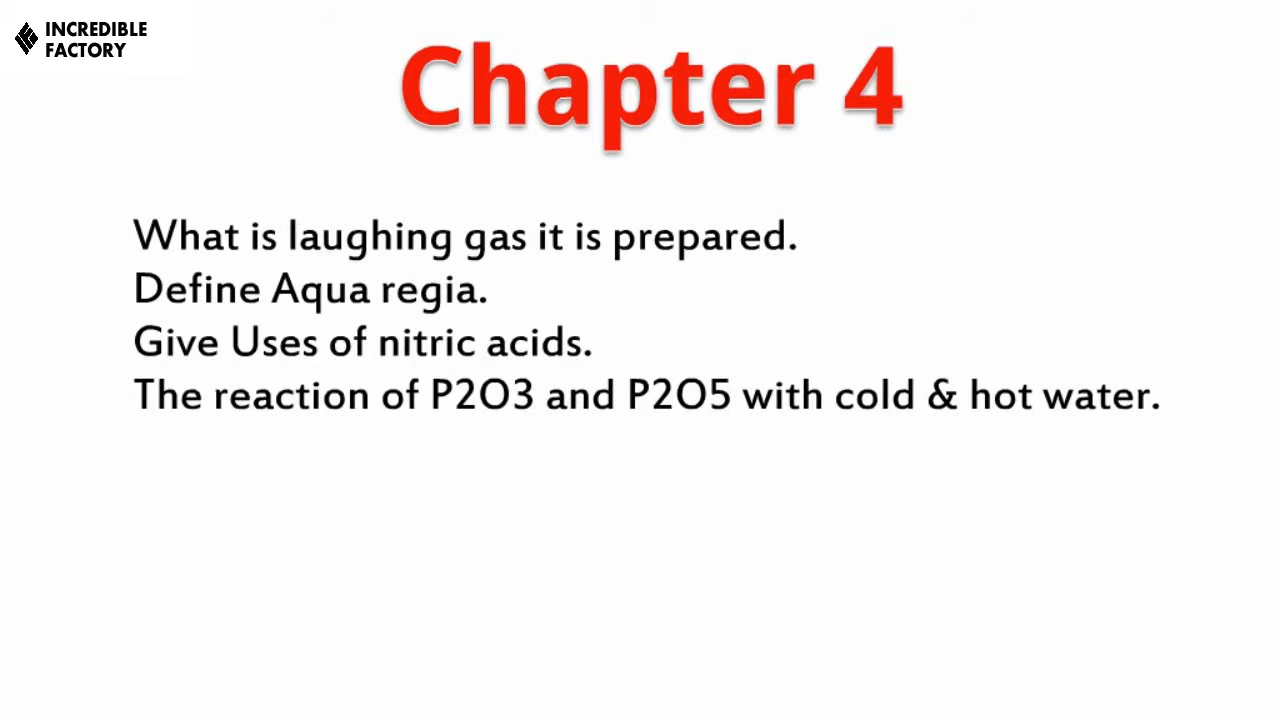 INCREDIBLE
FACTORY
Chapter 4
What is laughing gas it is prepared.
Define Aqua regia.
Give Uses of nitric acids.
The reaction of P2O3 and P2O5 with cold & hot water.